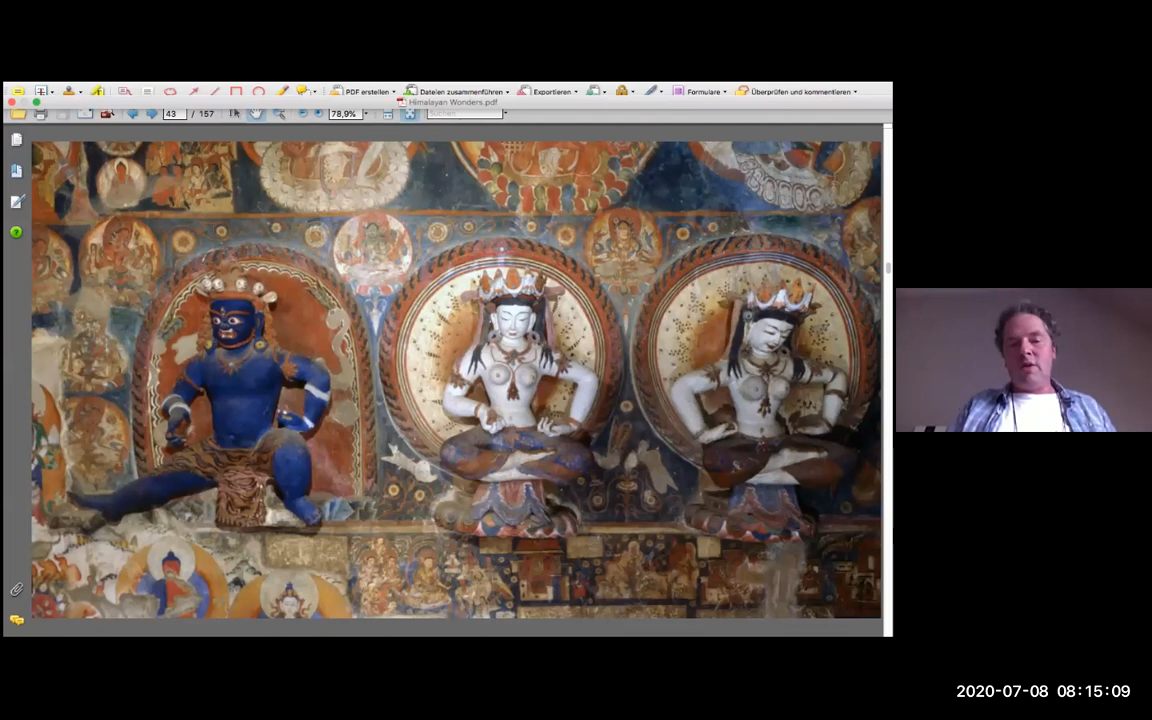 PDF erstellen Dateien zusammenführen Exportieren Formulare Überprüfen und kommentieren
Himalayan Wonders.pdf
43 / 157 78,9% Suchen
2020-07-08 08:15:09